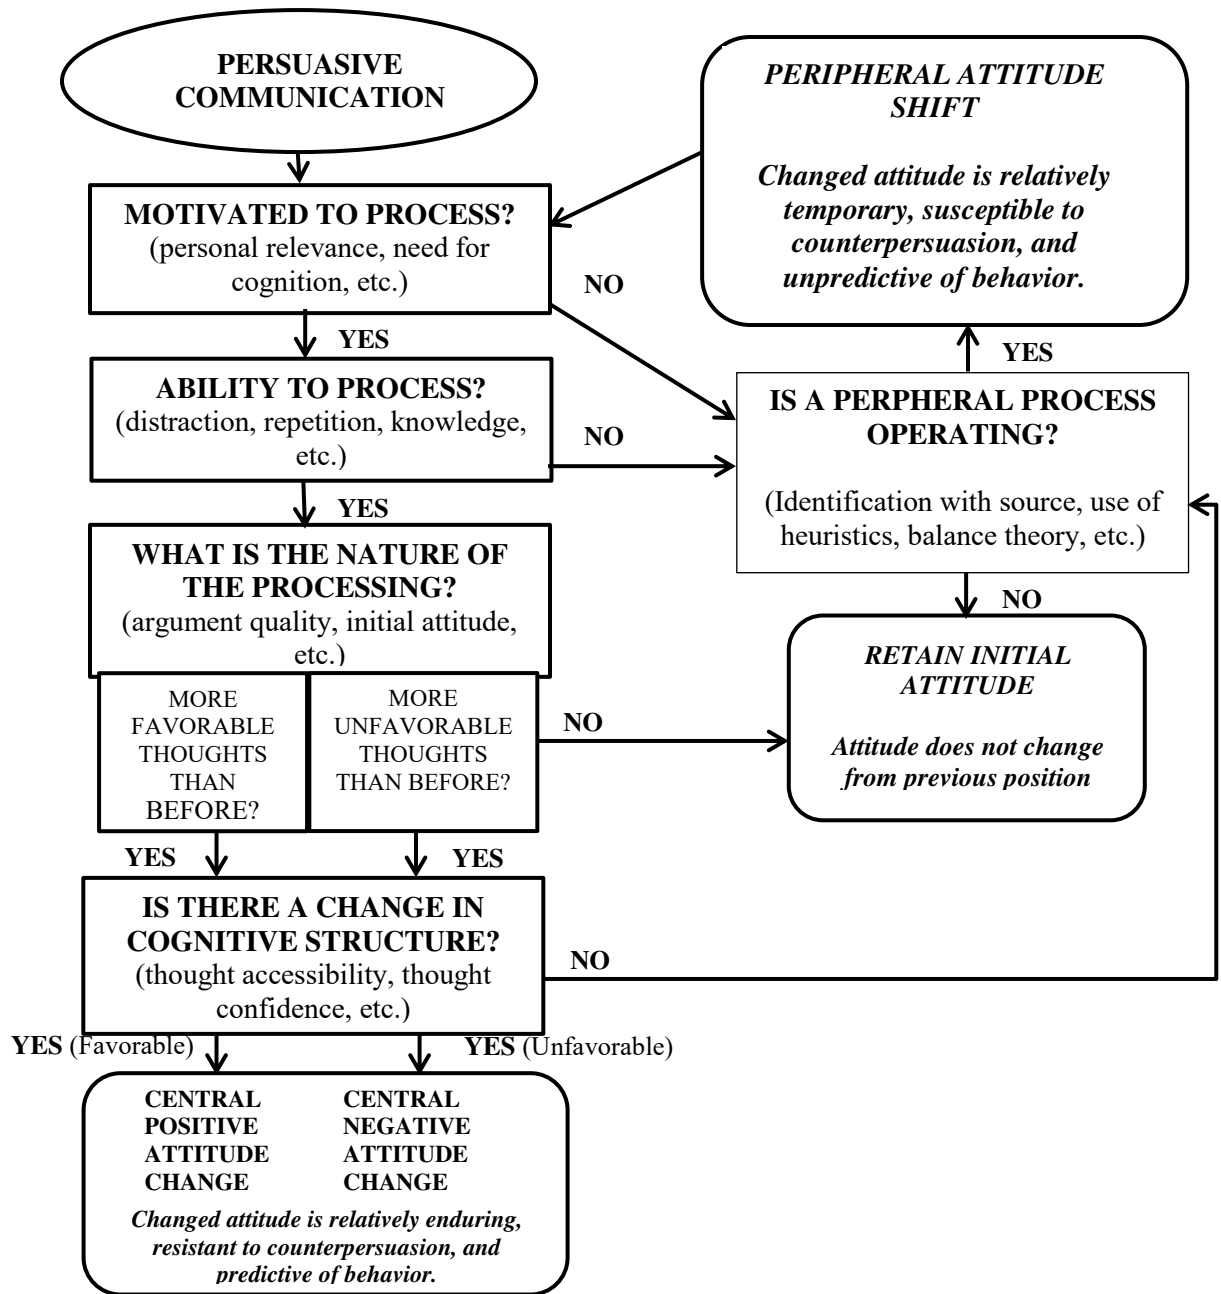 PERSUASIVE
COMMUNICATION
PERIPHERAL ATTITUDE
SHIFT
Changed attitude is relatively
temporary, susceptible to
counterpersuasion, and
unpredictive of behavior.
MOTIVATED TO PROCESS?
(personal relevance, need for
cognition, etc.)
NO
YES
YES
ABILITY TO PROCESS?
(distraction, repetition, knowledge,
etc.)
NO
IS A PERPHERAL PROCESS
OPERATING?
(Identification with source, use of
heuristics, balance theory, etc.)
YES
WHAT IS THE NATURE OF
THE PROCESSING?
(argument quality, initial attitude,
etc.)
NO
RETAIN INITIAL
ATTITUDE
Attitude does not change
from previous position
MORE
FAVORABLE
THOUGHTS
THAN
BEFORE?
MORE
UNFAVORABLE
THOUGHTS
THAN BEFORE?
NO
YES
YES
IS THERE A CHANGE IN
COGNITIVE STRUCTURE?
(thought accessibility, thought
confidence, etc.)
NO
YES (Favorable)
YES (Unfavorable)
CENTRAL
POSITIVE
ATTITUDE
CHANGE
CENTRAL
NEGATIVE
ATTITUDE
CHANGE
Changed attitude is relatively enduring,
resistant to counterpersuasion, and
predictive of behavior.